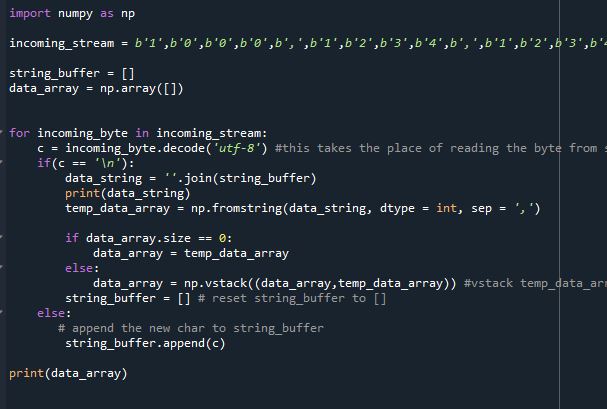 import numpy as np
incoming_stream = b'1',b'0',b'0',b'0',b',',b'1',b'2',b'3',b'4',b',',b'1',b'2',b'3',b'4
string_buffer = []
data_array = np.array([])
for incoming_byte in incoming_stream:
c = incoming_byte.decode('utf-8') #this takes the place of reading the byte from s
if(c == '\n'):
data_string = ''.join(string_buffer)
print(data_string)
temp_data_array = np.fromstring(data_string, dtype = int, sep = ',')
if data_array.size == 0:
data_array = temp_data_array
else:
data_array = np.vstack((data_array,temp_data_array)) #vstack temp_data_arr
string_buffer = [] # reset string_buffer to []
else:
# append the new char to string_buffer
string_buffer.append(c)
print(data_array)